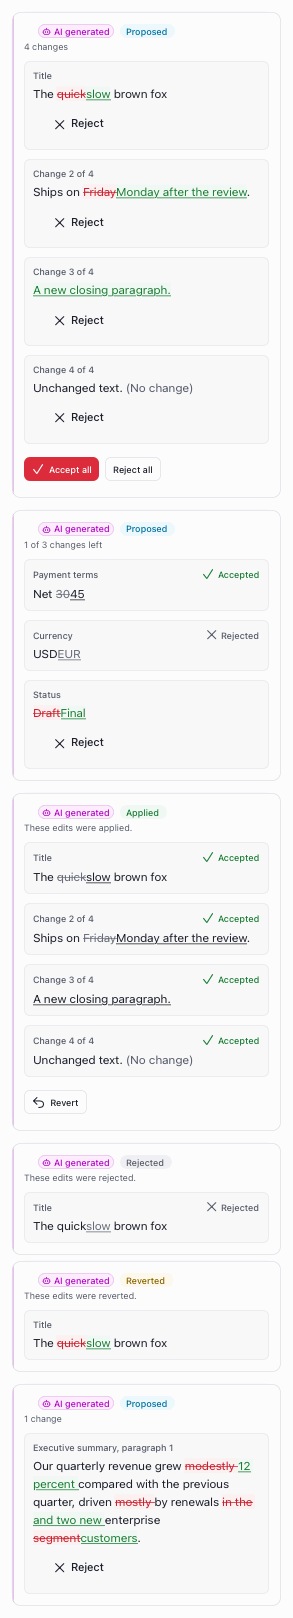 AI generated Proposed
4 changes
Title
The quickslow brown fox
Reject
Change 2 of 4
Ships on FridayMonday after the review.
Reject
Change 3 of 4
A new closing paragraph.
Reject
Change 4 of 4
Unchanged text. (No change)
Reject
Accept all Reject all
AI generated Proposed
1 of 3 changes left
Payment terms Accepted
Net 3045
Currency Rejected
USDEUR
Status
DraftFinal
Reject
AI generated Applied
These edits were applied.
Title Accepted
The quickslow brown fox
Change 2 of 4 Accepted
Ships on FridayMonday after the review.
Change 3 of 4 Accepted
A new closing paragraph.
Change 4 of 4 Accepted
Unchanged text. (No change)
Revert
AI generated Rejected
These edits were rejected.
Title Rejected
The quickslow brown fox
AI generated Reverted
These edits were reverted.
Title
The quickslow brown fox
AI generated Proposed
1 change
Executive summary, paragraph 1
Our quarterly revenue grew modestly 12
percent compared with the previous
quarter, driven mostly by renewals in the
and two new enterprise
segmentcustomers.
Reject